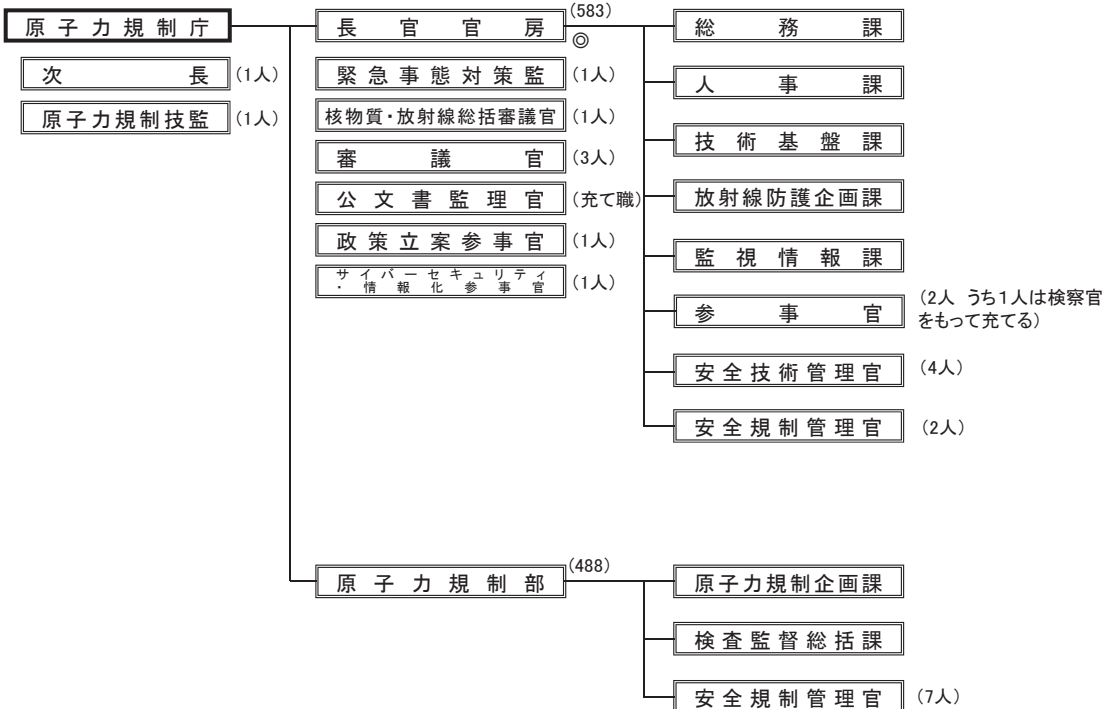 原子力規制庁
次長 (1人)
原子力規制技監 (1人)
長官官房 (583)
◎
緊急事態対策監 (1人)
核物質・放射線総括審議官 (1人)
審議官 (3人)
公文書監理官 (充て職)
政策立案参事官 (1人)
サイバーセキュリティ
・情報化参事官 (1人)
総務課
人事課
技術基盤課
放射線防護企画課
監視情報課
参事官 (2人 うち1人は検察官
をもって充てる)
安全技術管理官 (4人)
安全規制管理官 (2人)
原子力規制部 (488)
原子力規制企画課
検査監督総括課
安全規制管理官 (7人)